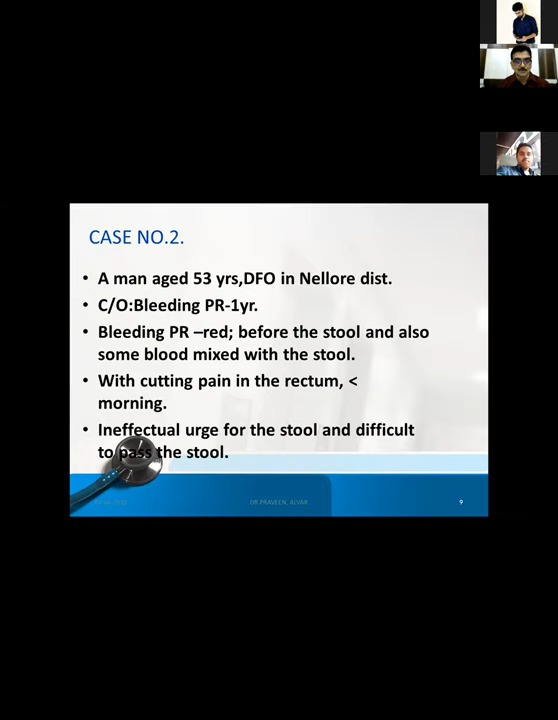 CASE NO.2.
• A man aged 53 yrs,DFO in Nellore dist.
• C/O:Bleeding PR-1yr.
• Bleeding PR –red; before the stool and also
some blood mixed with the stool.
• With cutting pain in the rectum, <
morning.
• Ineffectual urge for the stool and difficult
to pass the stool.
DR PRAVEEN, ALVAR
9